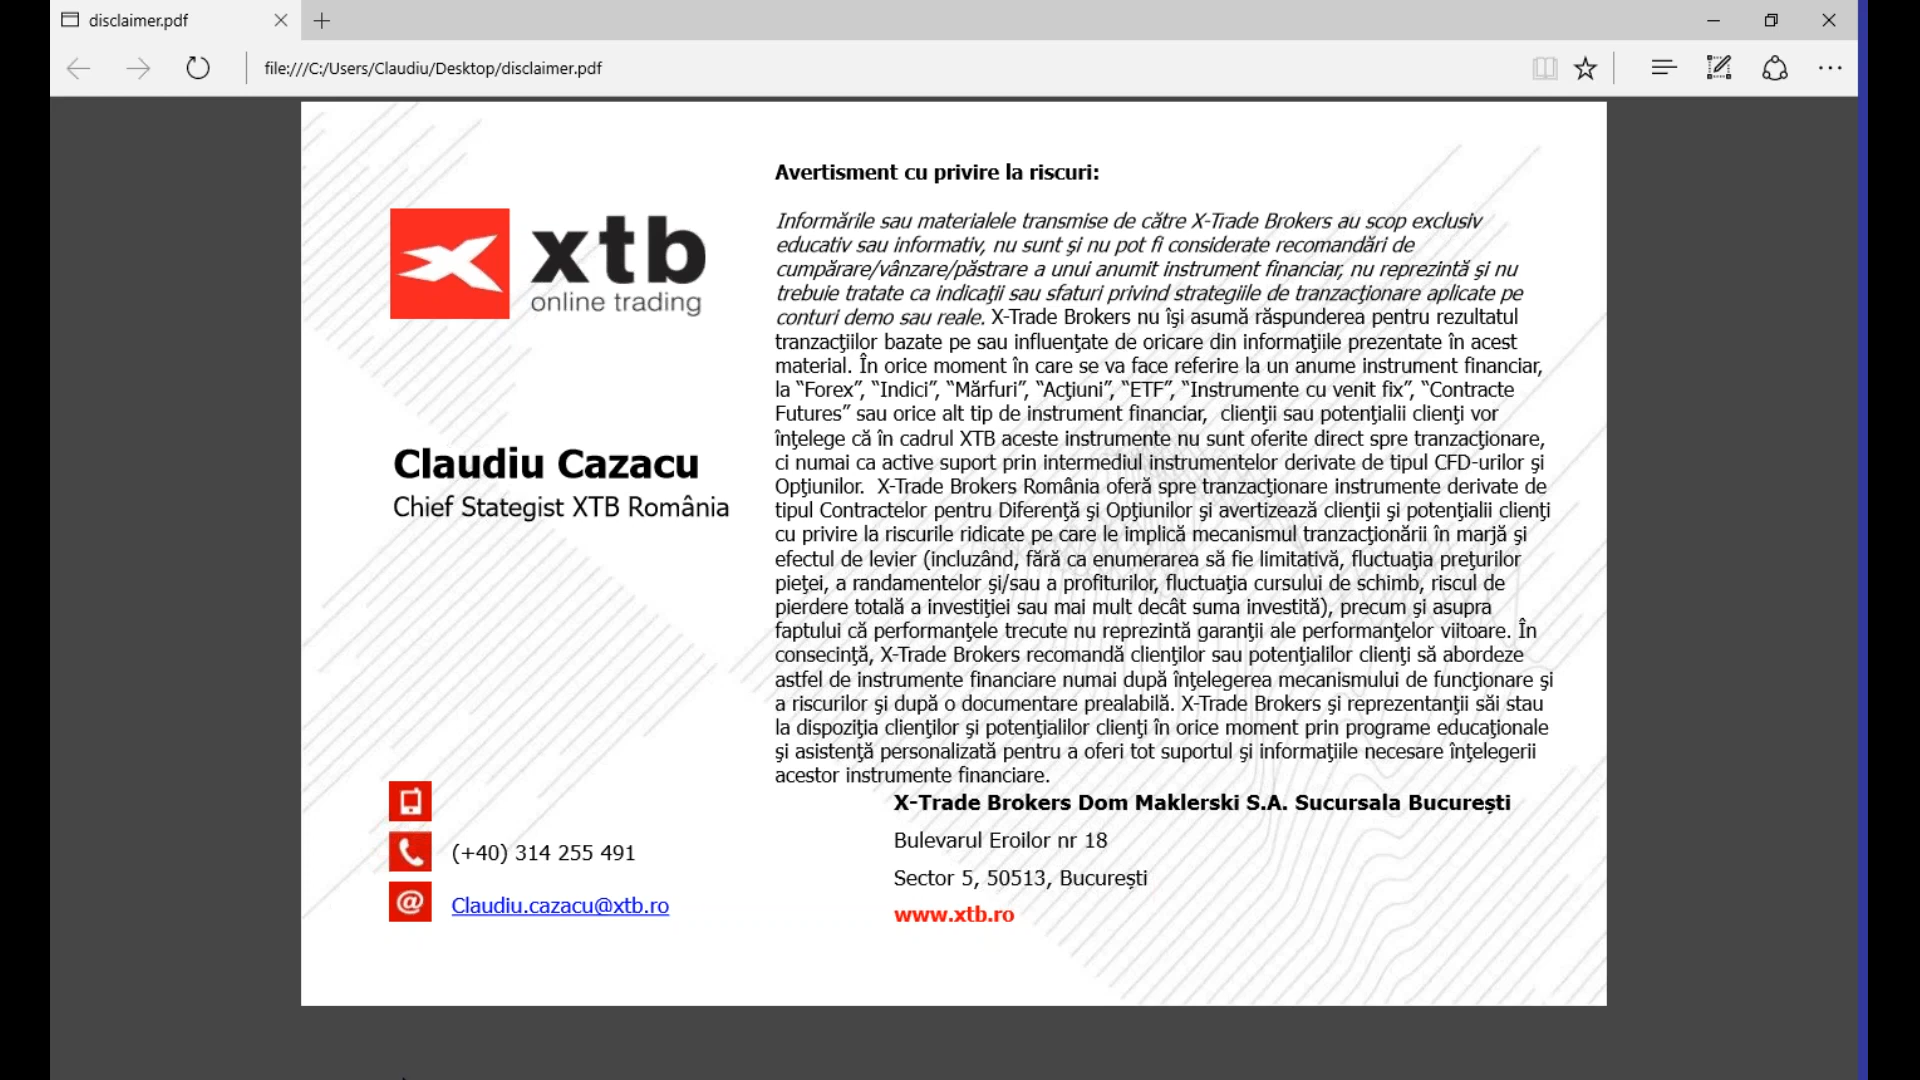 disclaimer.pdf
file:///C:/Users/Claudiu/Desktop/disclaimer.pdf
xtb
online trading
Claudiu Cazacu
Chief Stategist XTB România
(+40) 314 255 491
Claudiu.cazacu@xtb.ro
Avertisment cu privire la riscuri:
Informările sau materialele transmise de către X-Trade Brokers au scop exclusiv
educativ sau informativ, nu sunt şi nu pot fi considerate recomandări de
cumpărare/vânzare/păstrare a unui anumit instrument financiar, nu reprezintă şi nu
trebuie tratate ca indicaţii sau sfaturi privind strategiile de tranzacţionare aplicate pe
conturi demo sau reale. X-Trade Brokers nu îşi asumă răspunderea pentru rezultatul
tranzacţiilor bazate pe sau influenţate de oricare din informaţiile prezentate în acest
material. În orice moment în care se va face referire la un anume instrument financiar,
la “Forex”, “Indici”, “Mărfuri”, “Acţiuni”, “ETF”, “Instrumente cu venit fix”, “Contracte
Futures” sau orice alt tip de instrument financiar, clienţii sau potenţialii clienţi vor
înţelege că în cadrul XTB aceste instrumente nu sunt oferite direct spre tranzacţionare,
ci numai ca active suport prin intermediul instrumentelor derivate de tipul CFD-urilor şi
Opţiunilor. X-Trade Brokers România oferă spre tranzacţionare instrumente derivate de
tipul Contractelor pentru Diferenţă şi Opţiunilor şi avertizează clienţii şi potenţialii clienţi
cu privire la riscurile ridicate pe care le implică mecanismul tranzacţionării în marjă şi
efectul de levier (incluzând, fără ca enumerarea să fie limitativă, fluctuaţia preţurilor
pieţei, a randamentelor şi/sau a profiturilor, fluctuaţia cursului de schimb, riscul de
pierdere totală a investiţiei sau mai mult decât suma investită), precum şi asupra
faptului că performanţele trecute nu reprezintă garanţii ale performanţelor viitoare. În
consecinţă, X-Trade Brokers recomandă clienţilor sau potenţialilor clienţi să abordeze
astfel de instrumente financiare numai după înţelegerea mecanismului de funcţionare şi
a riscurilor şi după o documentare prealabilă. X-Trade Brokers şi reprezentanţii săi stau
la dispoziţia clienţilor şi potenţialilor clienţi în orice moment prin programe educaţionale
şi asistenţă personalizată pentru a oferi tot suportul şi informaţiile necesare înţelegerii
acestor instrumente financiare.
X-Trade Brokers Dom Maklerski S.A. Sucursala București
Bulevarul Eroilor nr 18
Sector 5, 50513, București
www.xtb.ro